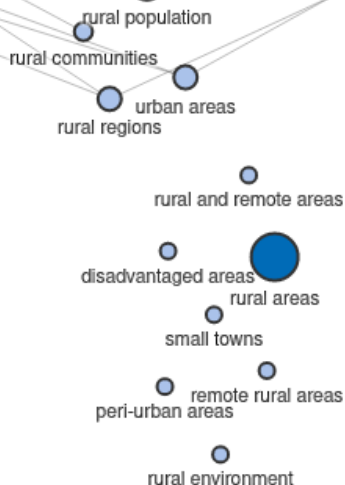 rural population
rural communities
urban areas
rural regions
rural and remote areas
disadvantaged areas
rural areas
small towns
remote rural areas
peri-urban areas
rural environment